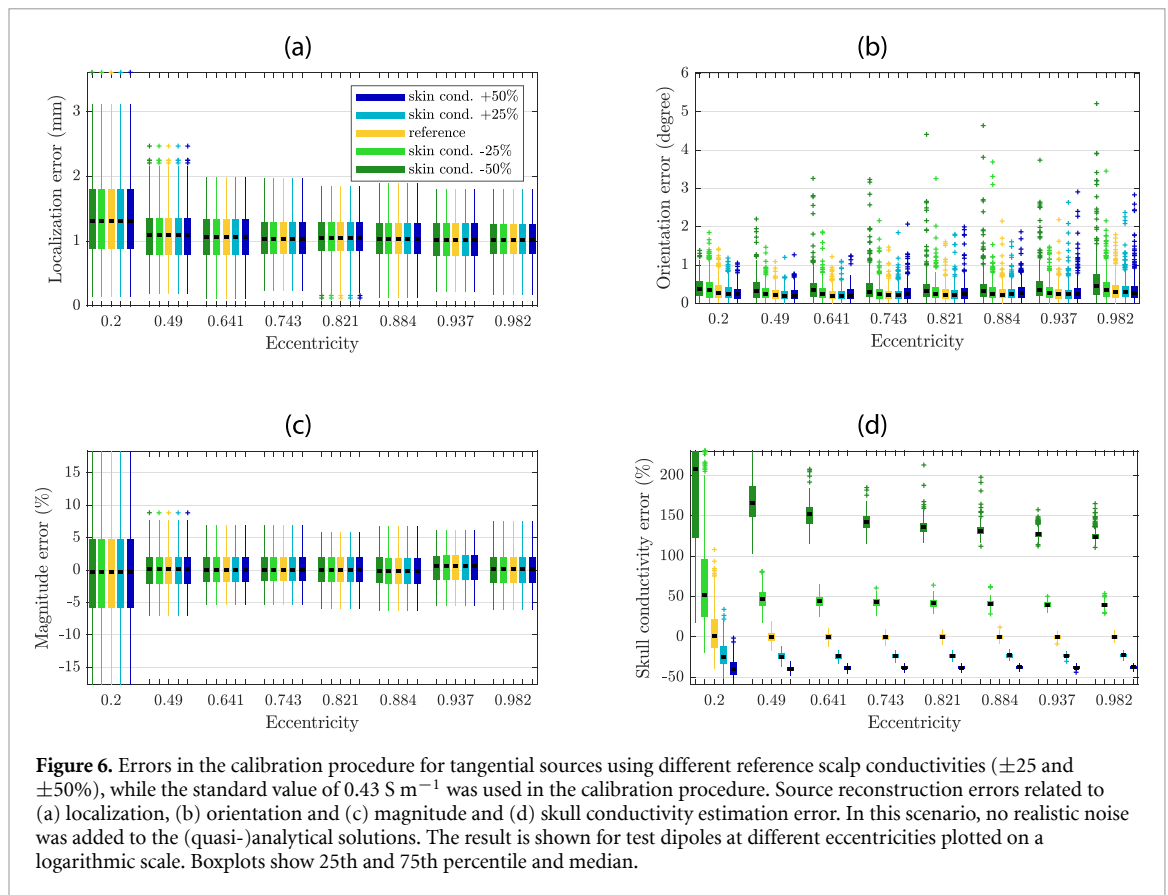 (a)
Localization error (mm)
3
2
1
0
skin cond. +50%
skin cond. +25%
reference
skin cond. -25%
skin cond. -50%
0.2 0.49 0.641 0.743 0.821 0.884 0.937 0.982
Eccentricity
(b)
Orientation error (degree)
6
5
4
3
2
1
0
0.2 0.49 0.641 0.743 0.821 0.884 0.937 0.982
Eccentricity
(c)
Magnitude error (%)
15
10
5
0
-5
-10
-15
0.2 0.49 0.641 0.743 0.821 0.884 0.937 0.982
Eccentricity
(d)
Skull conductivity error (%)
200
150
100
50
0
-50
0.2 0.49 0.641 0.743 0.821 0.884 0.937 0.982
Eccentricity
Figure 6. Errors in the calibration procedure for tangential sources using different reference scalp conductivities (±25 and
±50%), while the standard value of 0.43 S m⁻¹ was used in the calibration procedure. Source reconstruction errors related to
(a) localization, (b) orientation and (c) magnitude and (d) skull conductivity estimation error. In this scenario, no realistic noise
was added to the (quasi-)analytical solutions. The result is shown for test dipoles at different eccentricities plotted on a
logarithmic scale. Boxplots show 25th and 75th percentile and median.